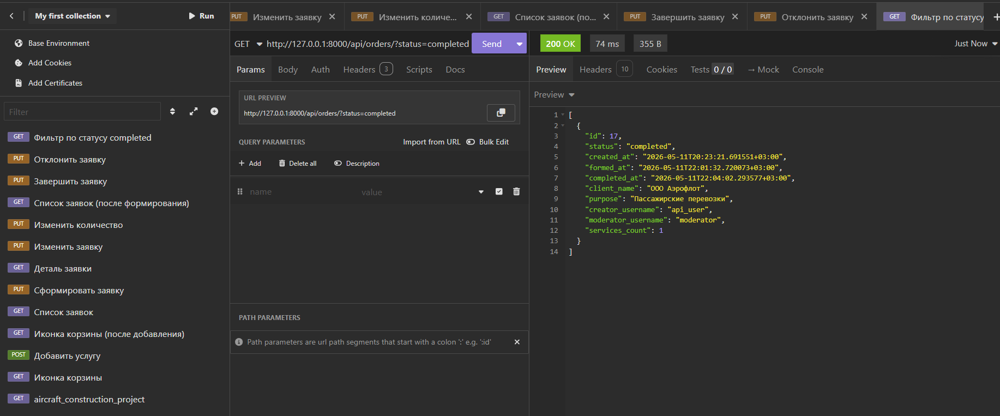 My first collection
Run
Base Environment
Add Cookies
Add Certificates
Filter
GET Фильтр по статусу completed
PUT Отклонить заявку
PUT Завершить заявку
GET Список заявок (после формирования)
PUT Изменить количество
PUT Изменить заявку
GET Деталь заявки
PUT Сформировать заявку
GET Список заявок
GET Иконка корзины (после добавления)
POST Добавить услугу
GET Иконка корзины
GET aircraft_construction_project
PUT Изменить заявку
PUT Изменить количе...
GET Список заявок (по...
PUT Завершить заявку
PUT Отклонить заявку
GET Фильтр по статусу
GET http://127.0.0.1:8000/api/orders/?status=completed Send
Params Body Auth Headers 3 Scripts Docs
URL PREVIEW
http://127.0.0.1:8000/api/orders/?status=completed
QUERY PARAMETERS Import from URL Bulk Edit
+ Add Delete all Description
name value
PATH PARAMETERS
Path parameters are url path segments that start with a colon ':' e.g. ':id'
200 OK 74 ms 355 B Just Now
Preview Headers 10 Cookies Tests 0 / 0 → Mock Console
Preview
1 [
2 {
3 "id": 17,
4 "status": "completed",
5 "created_at": "2026-05-11T20:23:21.691551+03:00",
6 "formed_at": "2026-05-11T22:01:32.720073+03:00",
7 "completed_at": "2026-05-11T22:04:02.293577+03:00",
8 "client_name": "ООО Аэрофлот",
9 "purpose": "Пассажирские перевозки",
10 "creator_username": "api_user",
11 "moderator_username": "moderator",
12 "services_count": 1
13 }
14 ]